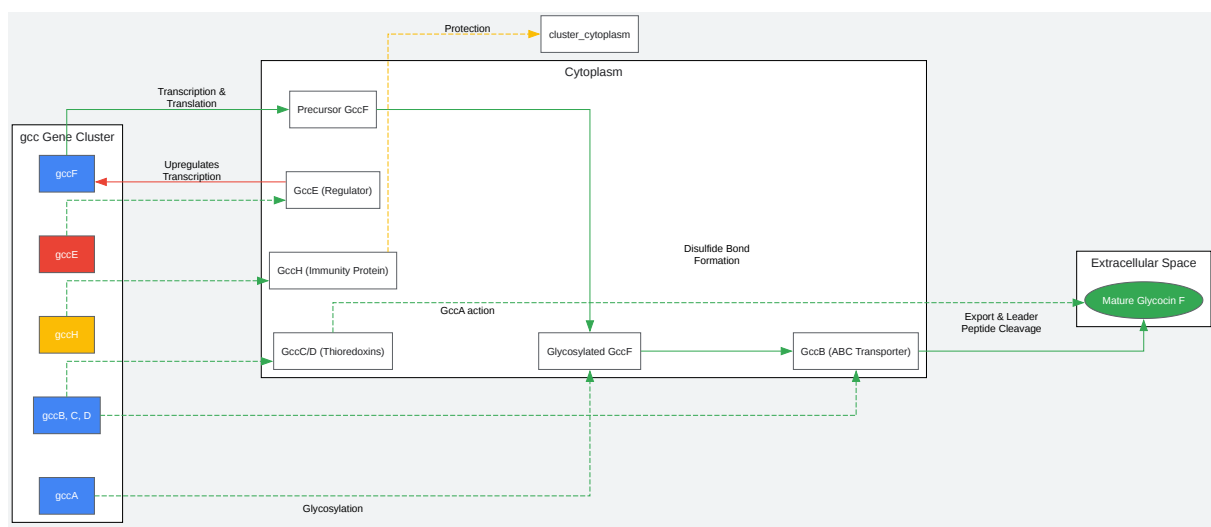 Protection
cluster_cytoplasm
Cytoplasm
Transcription &
Translation
Precursor GccF
gcc Gene Cluster
gccF
Upregulates
Transcription
GccE (Regulator)
gccE
GccH (Immunity Protein)
Disulfide Bond
Formation
Extracellular Space
Mature Glycocin F
gccH
GccA action
Export & Leader
Peptide Cleavage
GccC/D (Thioredoxins)
Glycosylated GccF
GccB (ABC Transporter)
gccB, C, D
gccA
Glycosylation